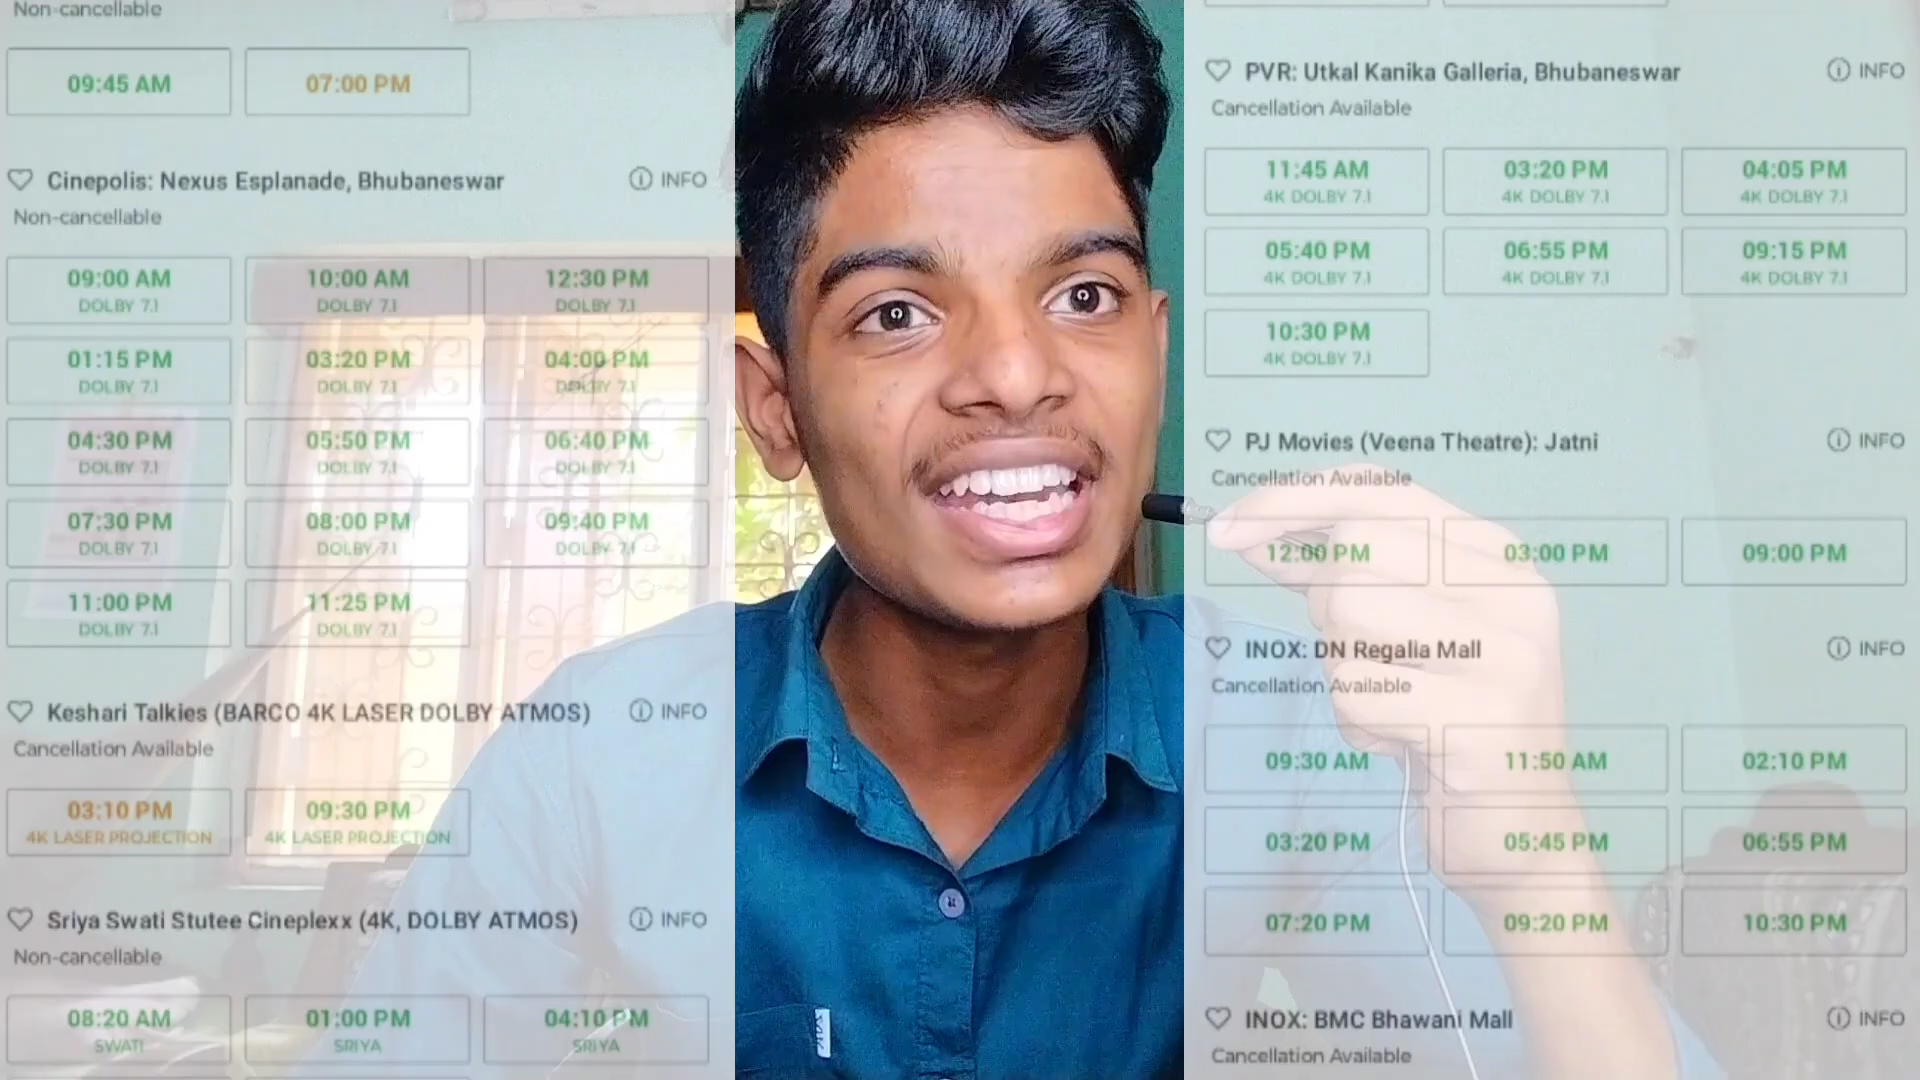 Non-cancellable
09:45 AM
07:00 PM
Cinepolis: Nexus Esplanade, Bhubaneswar
INFO
Non-cancellable
09:00 AM
10:00 AM
12:30 PM
DOLBY 7.1
DOLBY 7.1
DOLBY 7.1
01:15 PM
03:20 PM
04:00 PM
DOLBY 7.1
DOLBY 7.1
DOLBY 7.1
04:30 PM
05:50 PM
06:40 PM
DOLBY 7.1
DOLBY 7.1
DOLBY 7.1
07:30 PM
08:00 PM
09:40 PM
DOLBY 7.1
DOLBY 7.1
DOLBY 7.1
11:00 PM
11:25 PM
DOLBY 7.1
DOLBY 7.1
Keshari Talkies (BARCO 4K LASER DOLBY ATMOS)
INFO
Cancellation Available
03:10 PM
09:30 PM
4K LASER PROJECTION
4K LASER PROJECTION
Sriya Swati Stutee Cineplexx (4K, DOLBY ATMOS)
INFO
Non-cancellable
08:20 AM
01:00 PM
04:10 PM
SWATI
SRIYA
SRIYA
PVR: Utkal Kanika Galleria, Bhubaneswar
INFO
Cancellation Available
11:45 AM
03:20 PM
04:05 PM
4K DOLBY 7.1
4K DOLBY 7.1
4K DOLBY 7.1
05:40 PM
06:55 PM
09:15 PM
4K DOLBY 7.1
4K DOLBY 7.1
4K DOLBY 7.1
10:30 PM
4K DOLBY 7.1
PJ Movies (Veena Theatre): Jatni
INFO
Cancellation Available
12:00 PM
03:00 PM
09:00 PM
INOX: DN Regalia Mall
INFO
Cancellation Available
09:30 AM
11:50 AM
02:10 PM
03:20 PM
05:45 PM
06:55 PM
07:20 PM
09:20 PM
10:30 PM
INOX: BMC Bhawani Mall
INFO
Cancellation Available